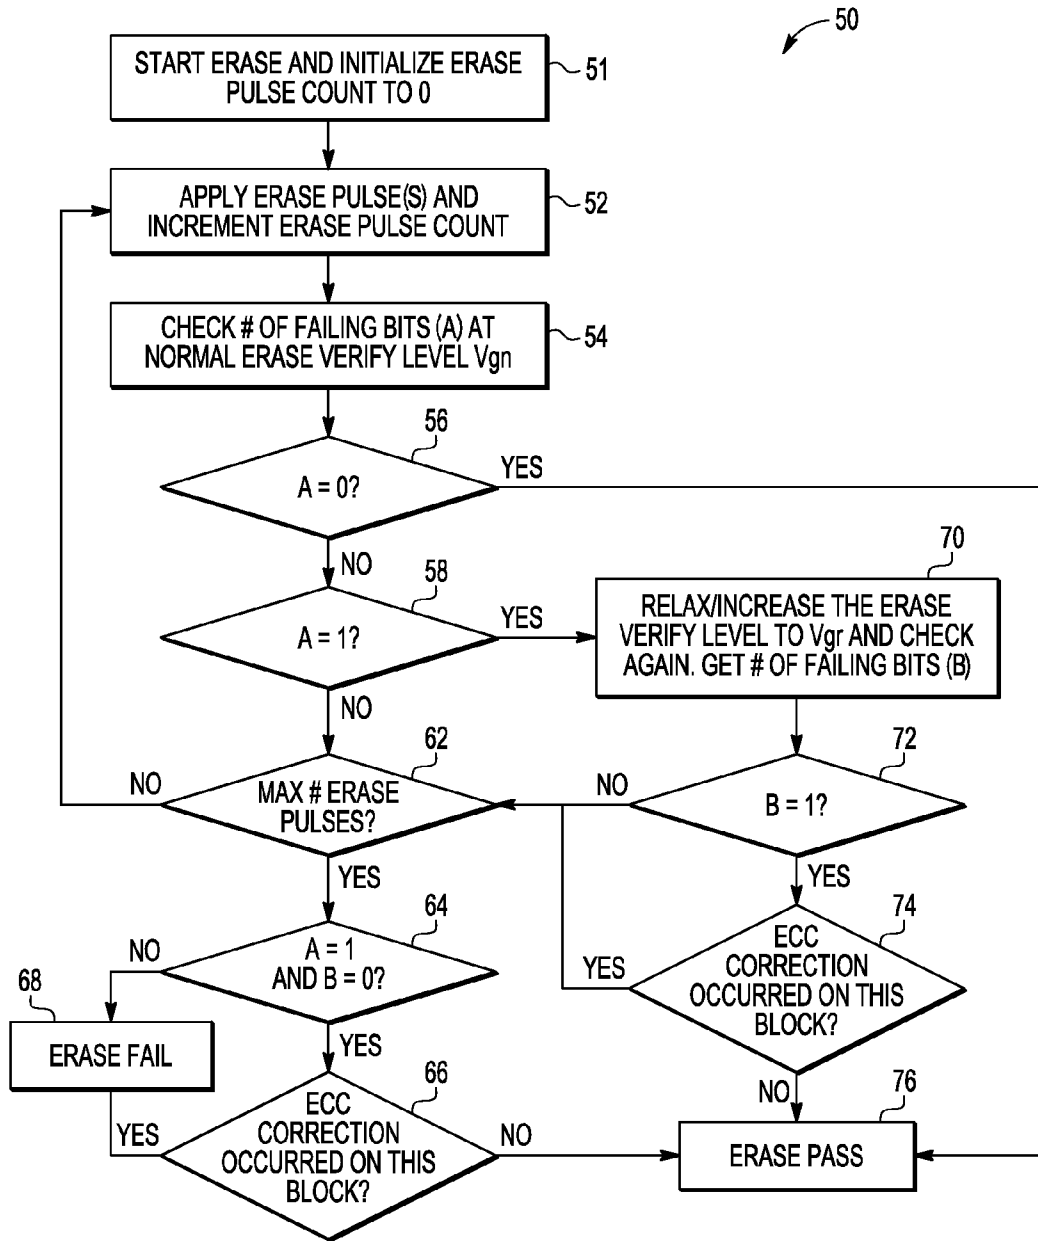 50
START ERASE AND INITIALIZE ERASE
PULSE COUNT TO 0
51
APPLY ERASE PULSE(S) AND
INCREMENT ERASE PULSE COUNT
52
CHECK # OF FAILING BITS (A) AT
NORMAL ERASE VERIFY LEVEL Vgn
54
56
A = 0?
YES
NO
58
A = 1?
YES
NO
70
RELAX/INCREASE THE ERASE
VERIFY LEVEL TO Vgr AND CHECK
AGAIN. GET # OF FAILING BITS (B)
62
MAX # ERASE
PULSES?
NO
YES
72
B = 1?
NO
YES
64
A = 1
AND B = 0?
NO
YES
74
ECC
CORRECTION
OCCURRED ON THIS
BLOCK?
YES
NO
68
ERASE FAIL
66
ECC
CORRECTION
OCCURRED ON THIS
BLOCK?
YES
NO
76
ERASE PASS